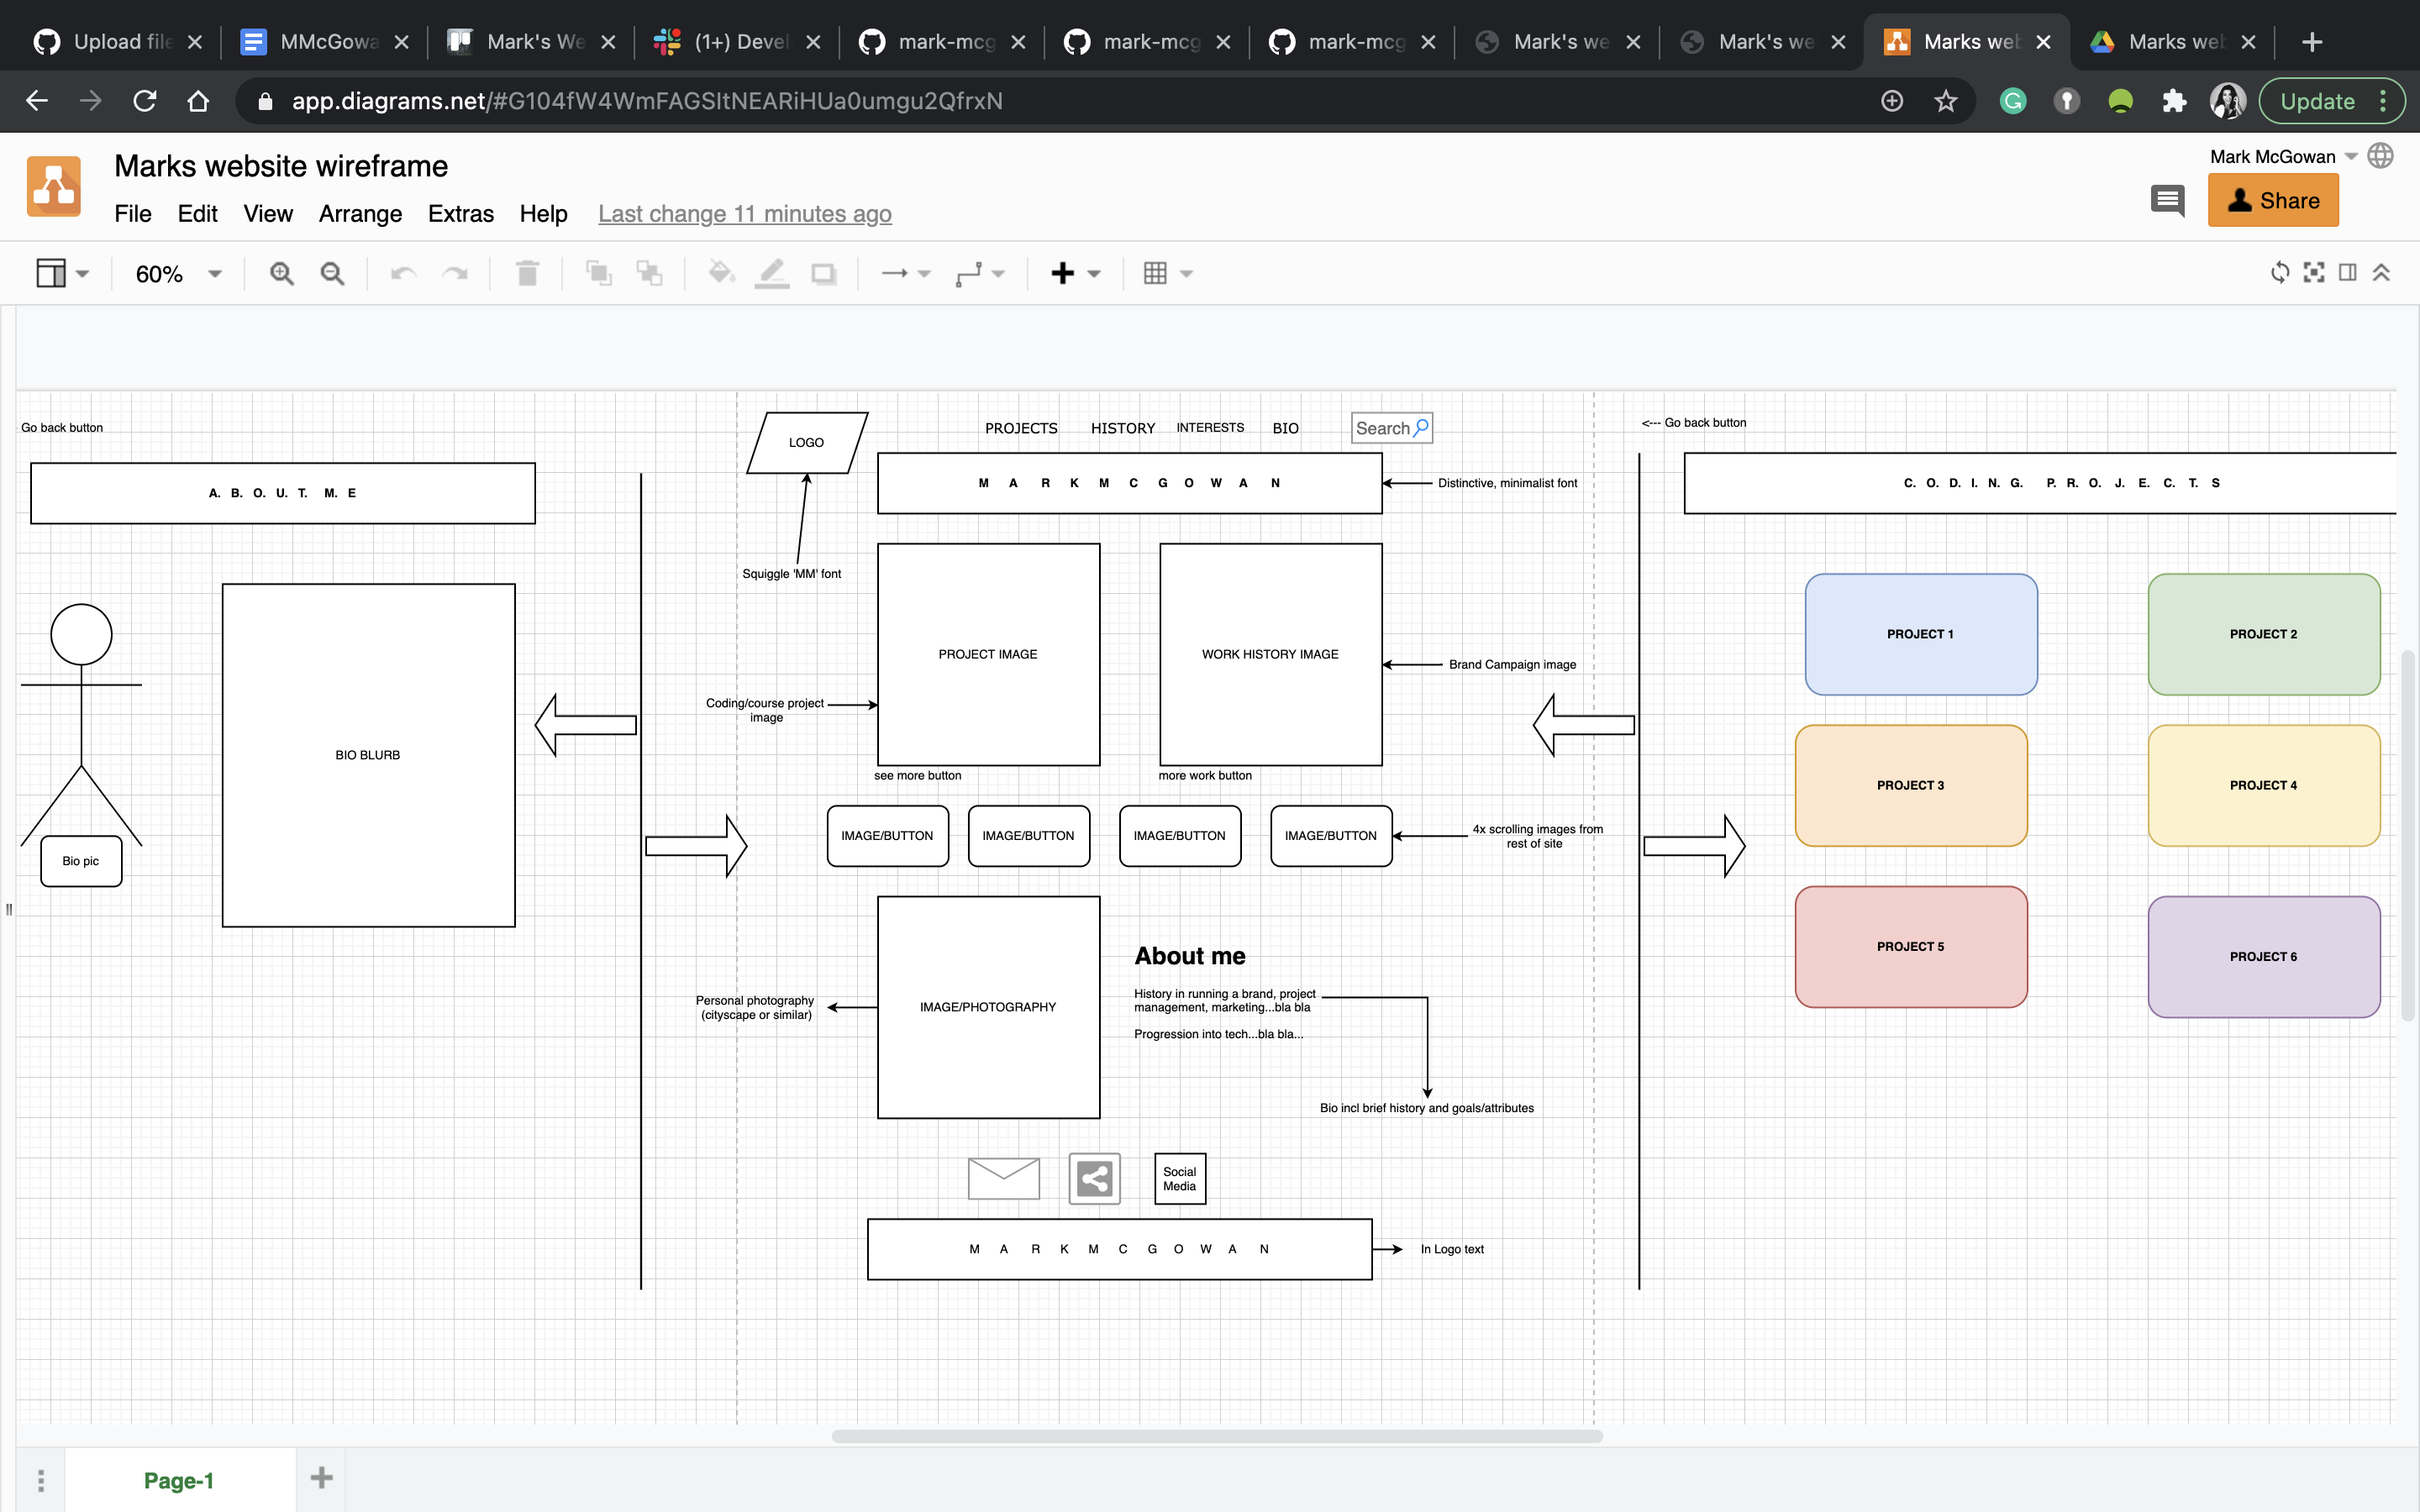 Upload file
MMcGowa
Mark's We
(1+) Devel
mark-mcg
mark-mcg
mark-mcg
Mark's we
Mark's we
Marks web
Marks web
app.diagrams.net/#G104fW4WmFAGSItNEARiHUa0umgu2QfrxN
Update
Marks website wireframe
Mark McGowan
File Edit View Arrange Extras Help Last change 11 minutes ago
Share
60%
Go back button
A. B. O. U. T. M. E
BIO BLURB
Bio pic
LOGO
Squiggle 'MM' font
PROJECTS HISTORY INTERESTS BIO
Search
M A R K M C G O W A N
Distinctive, minimalist font
PROJECT IMAGE
WORK HISTORY IMAGE
Brand Campaign image
Coding/course project
image
see more button
more work button
IMAGE/BUTTON
IMAGE/BUTTON
IMAGE/BUTTON
IMAGE/BUTTON
4x scrolling images from
rest of site
IMAGE/PHOTOGRAPHY
Personal photography
(cityscape or similar)
About me
History in running a brand, project
management, marketing...bla bla
Progression into tech...bla bla...
Bio incl brief history and goals/attributes
Social
Media
M A R K M C G O W A N
In Logo text
<--- Go back button
C. O. D. I. N. G. P. R. O. J. E. C. T. S
PROJECT 1
PROJECT 2
PROJECT 3
PROJECT 4
PROJECT 5
PROJECT 6
Page-1